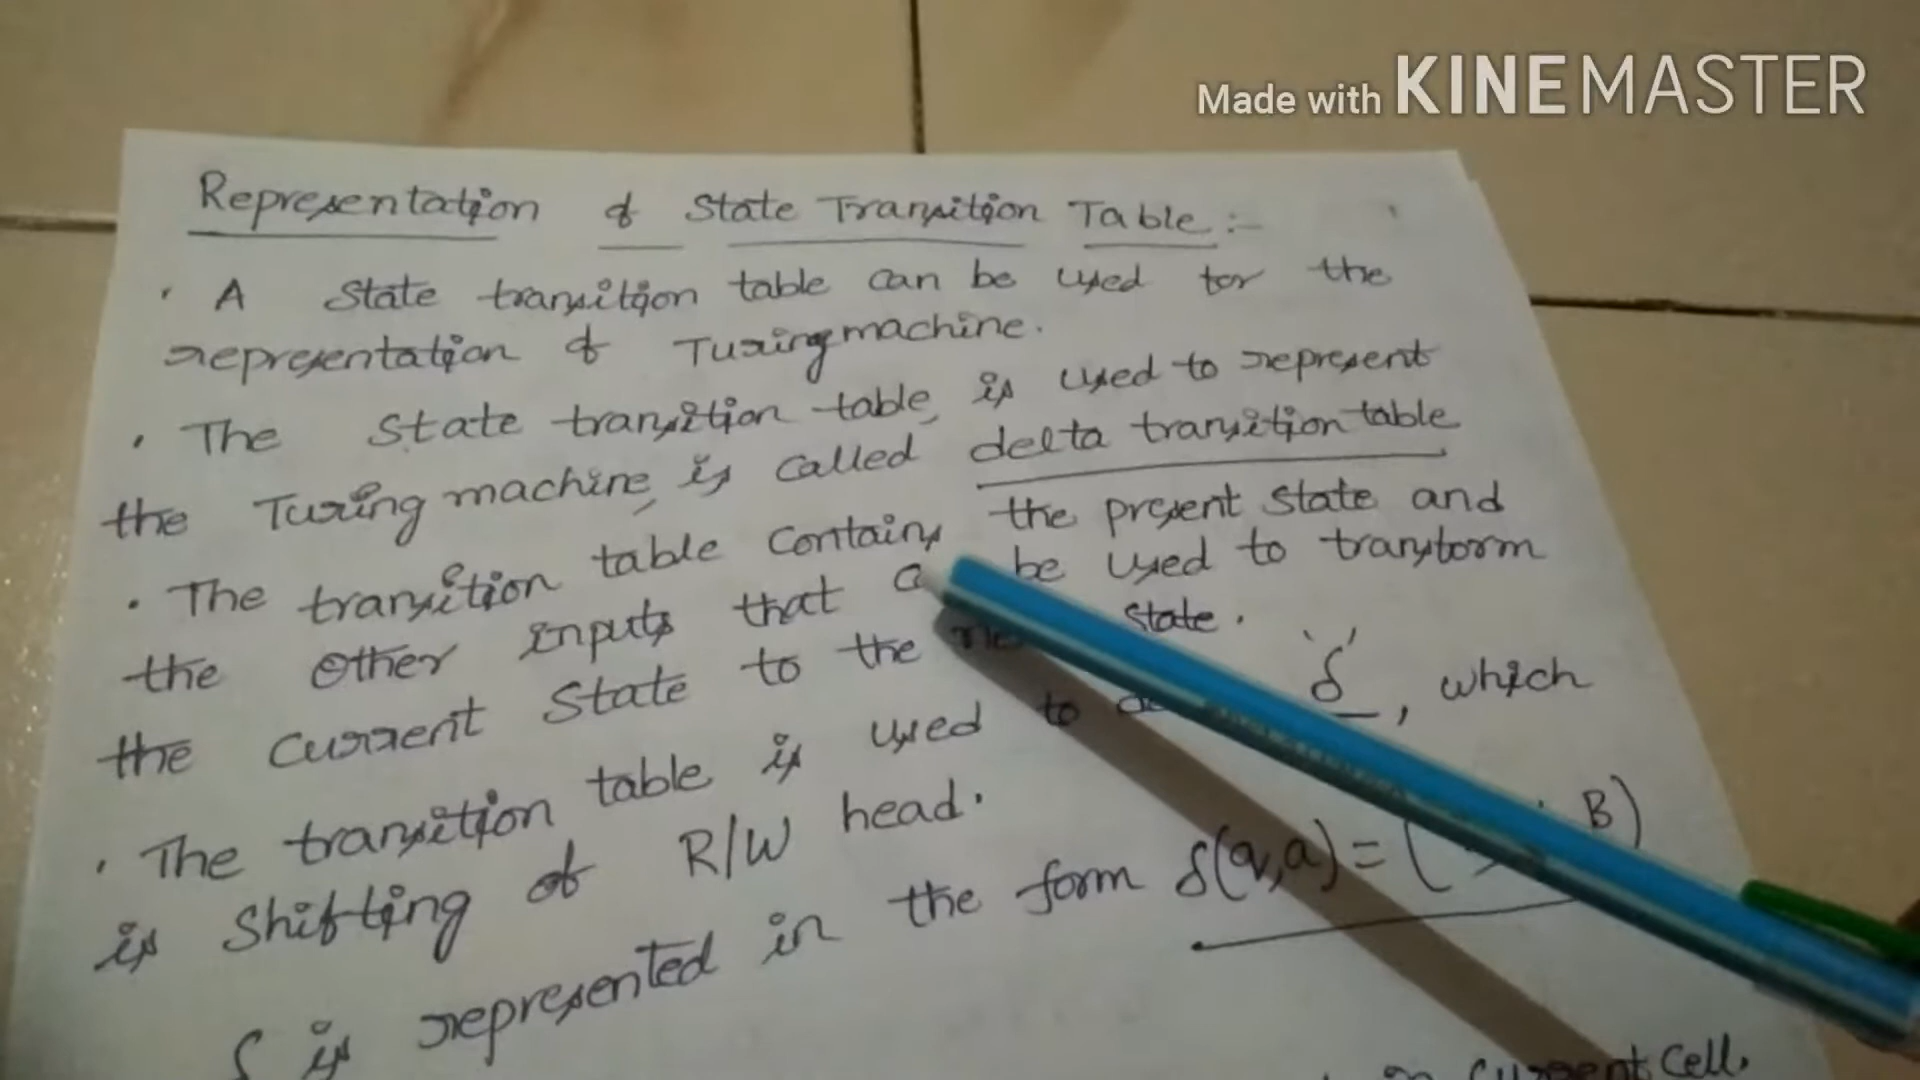 Made with KINEMASTER
Representation of State Transition Table :-
· A State transition table can be used for the
representation of Turing machine.
· The State transition table, is used to represent
the Turing machine, is called delta transition table
· The transition table contains the present state and
the other inputs that be used to transform
the current State to the state.
· The transition table is used to 'δ', which
is Shifting of R/W head.
δ is represented in the form δ(q,a) = ( B)
on current cell.